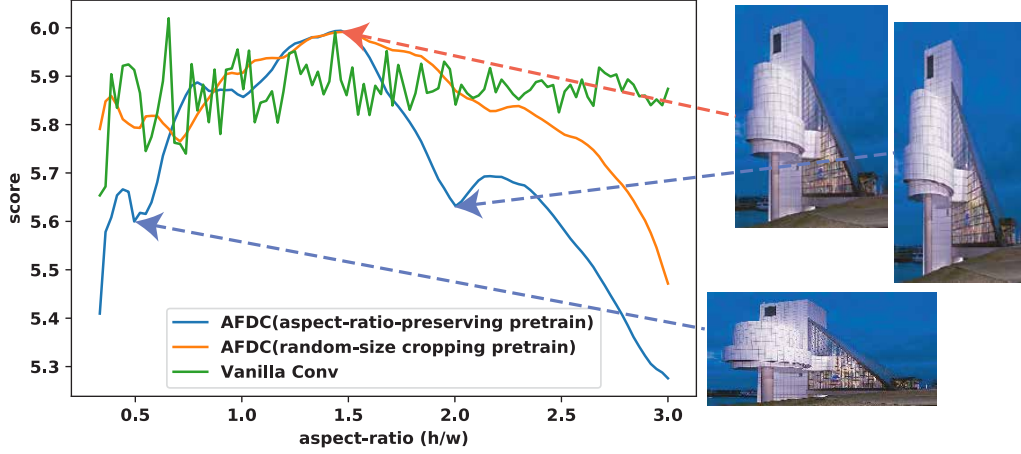 6.0
5.9
5.8
5.7
5.6
5.5
5.4
5.3
score
AFDC(aspect-ratio-preserving pretrain)
AFDC(random-size cropping pretrain)
Vanilla Conv
0.5 1.0 1.5 2.0 2.5 3.0
aspect-ratio (h/w)